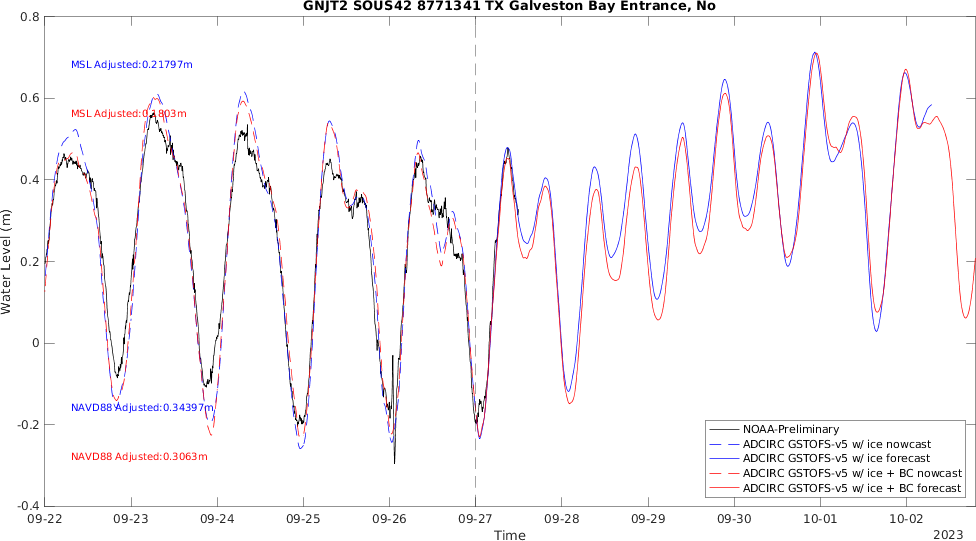 GNJT2 SOUS42 8771341 TX Galveston Bay Entrance, No
0.8
MSL Adjusted:0.21797m
0.6
MSL Adjusted:0.1803m
0.4
Water Level (m)
0.2
0
NAVD88 Adjusted:0.34397m
-0.2
NAVD88 Adjusted:0.3063m
-0.4
NOAA-Preliminary
ADCIRC GSTOFS-v5 w/ ice nowcast
ADCIRC GSTOFS-v5 w/ ice forecast
ADCIRC GSTOFS-v5 w/ ice + BC nowcast
ADCIRC GSTOFS-v5 w/ ice + BC forecast
09-22 09-23 09-24 09-25 09-26 09-27 09-28 09-29 09-30 10-01 10-02
Time
2023